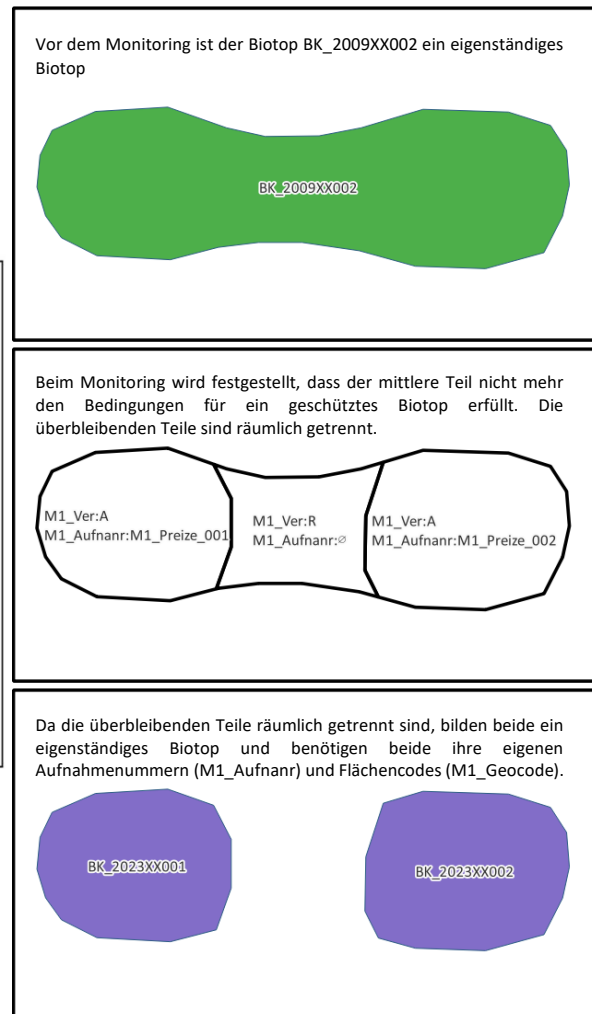 Vor dem Monitoring ist der Biotop BK_2009XX002 ein eigenständiges
Biotop
BK_2009XX002
Beim Monitoring wird festgestellt, dass der mittlere Teil nicht mehr
den Bedingungen für ein geschütztes Biotop erfüllt. Die
überbleibenden Teile sind räumlich getrennt.
M1_Ver:A
M1_Aufnanr:M1_Preize_001
M1_Ver:R
M1_Aufnanr:∅
M1_Ver:A
M1_Aufnanr:M1_Preize_002
Da die überbleibenden Teile räumlich getrennt sind, bilden beide ein
eigenständiges Biotop und benötigen beide ihre eigenen
Aufnahmenummern (M1_Aufnanr) und Flächencodes (M1_Geocode).
BK_2023XX001
BK_2023XX002